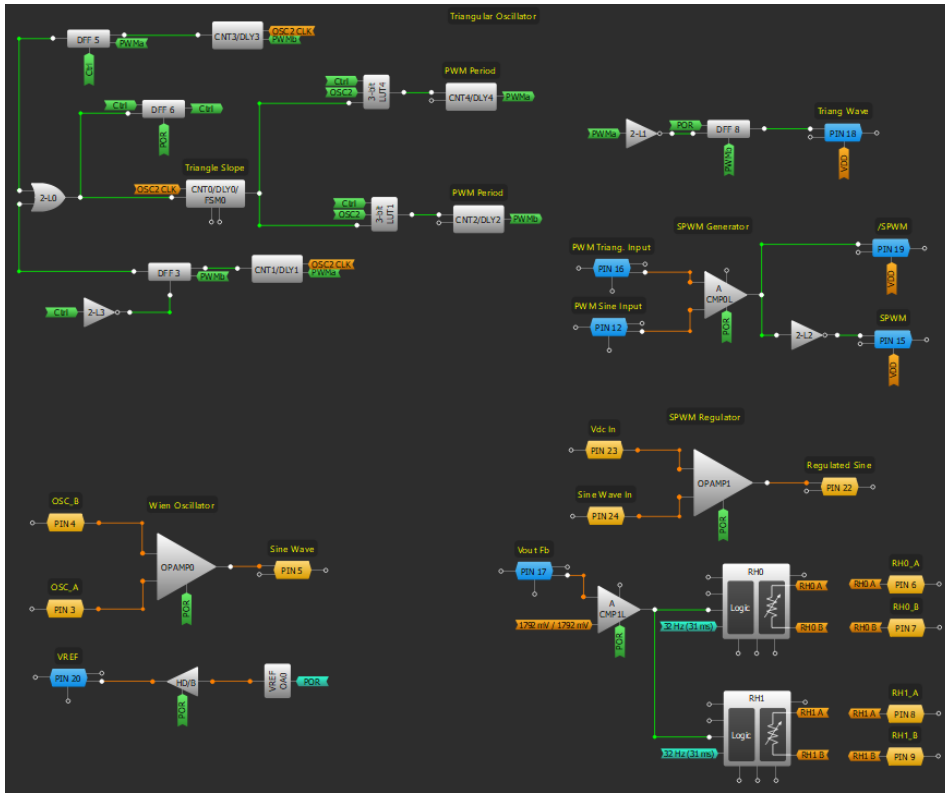 Triangular Oscillator
DFF 5
PWMa
Ctrl
CNT3/DLY3
OSC2 CLK
PWMb
Ctrl
DFF 6
Ctrl
POR
Ctrl
OSC2
3-bit
LUT4
PWM Period
CNT4/DLY4
PWMa
Triangle Slope
2-L0
OSC2 CLK
CNT0/DLY0/
FSM0
Ctrl
OSC2
3-bit
LUT1
PWM Period
CNT2/DLY2
PWMb
DFF 3
PWMb
CNT1/DLY1
OSC2 CLK
PWMa
Ctrl
2-L3
PWMa
2-L1
POR
DFF 8
PWMb
Triang Wave
PIN 18
VDD
SPWM Generator
PWM Triang. Input
PIN 16
PWM Sine Input
PIN 12
A
CMP0L
POR
/SPWM
PIN 19
VDD
2-L2
SPWM
PIN 15
VDD
SPWM Regulator
Vdc In
PIN 23
Sine Wave In
PIN 24
OPAMP1
POR
Regulated Sine
PIN 22
OSC_B
PIN 4
OSC_A
PIN 3
Wien Oscillator
OPAMP0
POR
Sine Wave
PIN 5
VREF
PIN 20
HD/B
POR
VREF
OA0
POR
Vout Fb
PIN 17
1792 mV / 1792 mV
A
CMP1L
POR
RH0
Logic
32 Hz (31 ms)
RH0 A
RH0 B
RH0_A
RH0 A
PIN 6
RH0_B
RH0 B
PIN 7
RH1
Logic
32 Hz (31 ms)
RH1 A
RH1 B
RH1_A
RH1 A
PIN 8
RH1_B
RH1 B
PIN 9